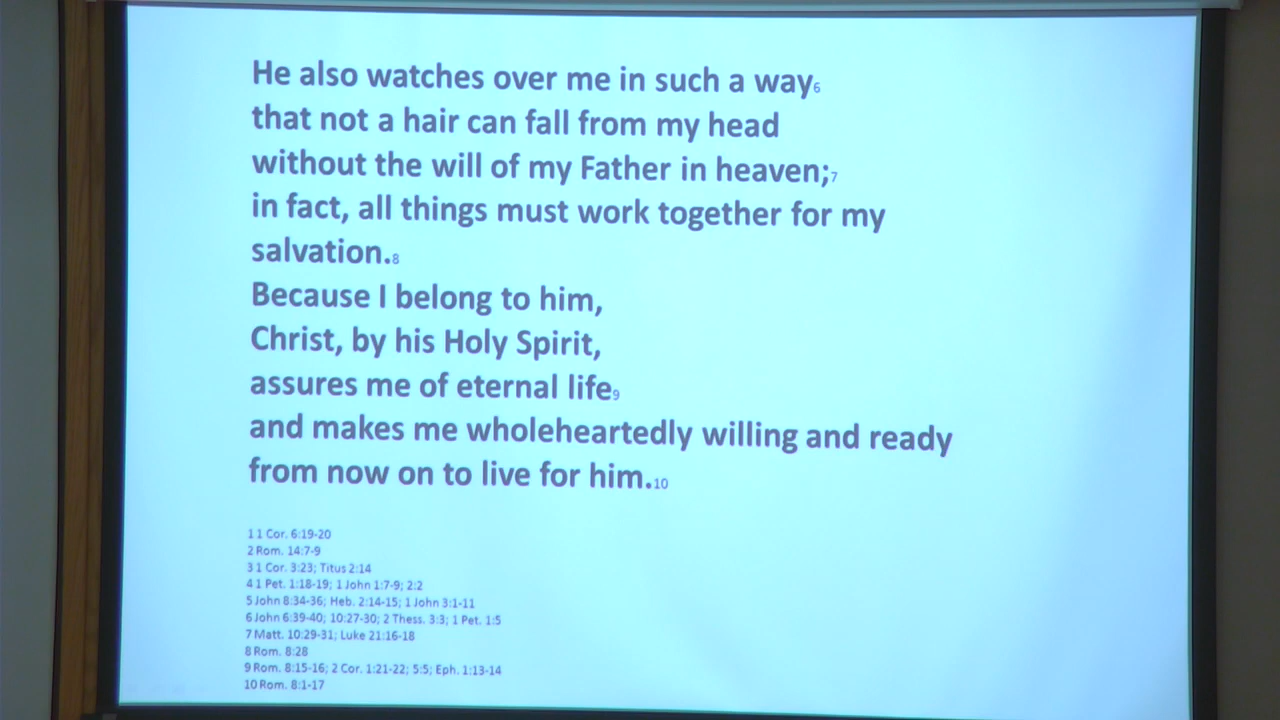 He also watches over me in such a way6
that not a hair can fall from my head
without the will of my Father in heaven;7
in fact, all things must work together for my
salvation.8
Because I belong to him,
Christ, by his Holy Spirit,
assures me of eternal life9
and makes me wholeheartedly willing and ready
from now on to live for him.10
1 1 Cor. 6:19-20
2 Rom. 14:7-9
3 1 Cor. 3:23; Titus 2:14
4 1 Pet. 1:18-19; 1 John 1:7-9; 2:2
5 John 8:34-36; Heb. 2:14-15; 1 John 3:1-11
6 John 6:39-40; 10:27-30; 2 Thess. 3:3; 1 Pet. 1:5
7 Matt. 10:29-31; Luke 21:16-18
8 Rom. 8:28
9 Rom. 8:15-16; 2 Cor. 1:21-22; 5:5; Eph. 1:13-14
10 Rom. 8:1-17